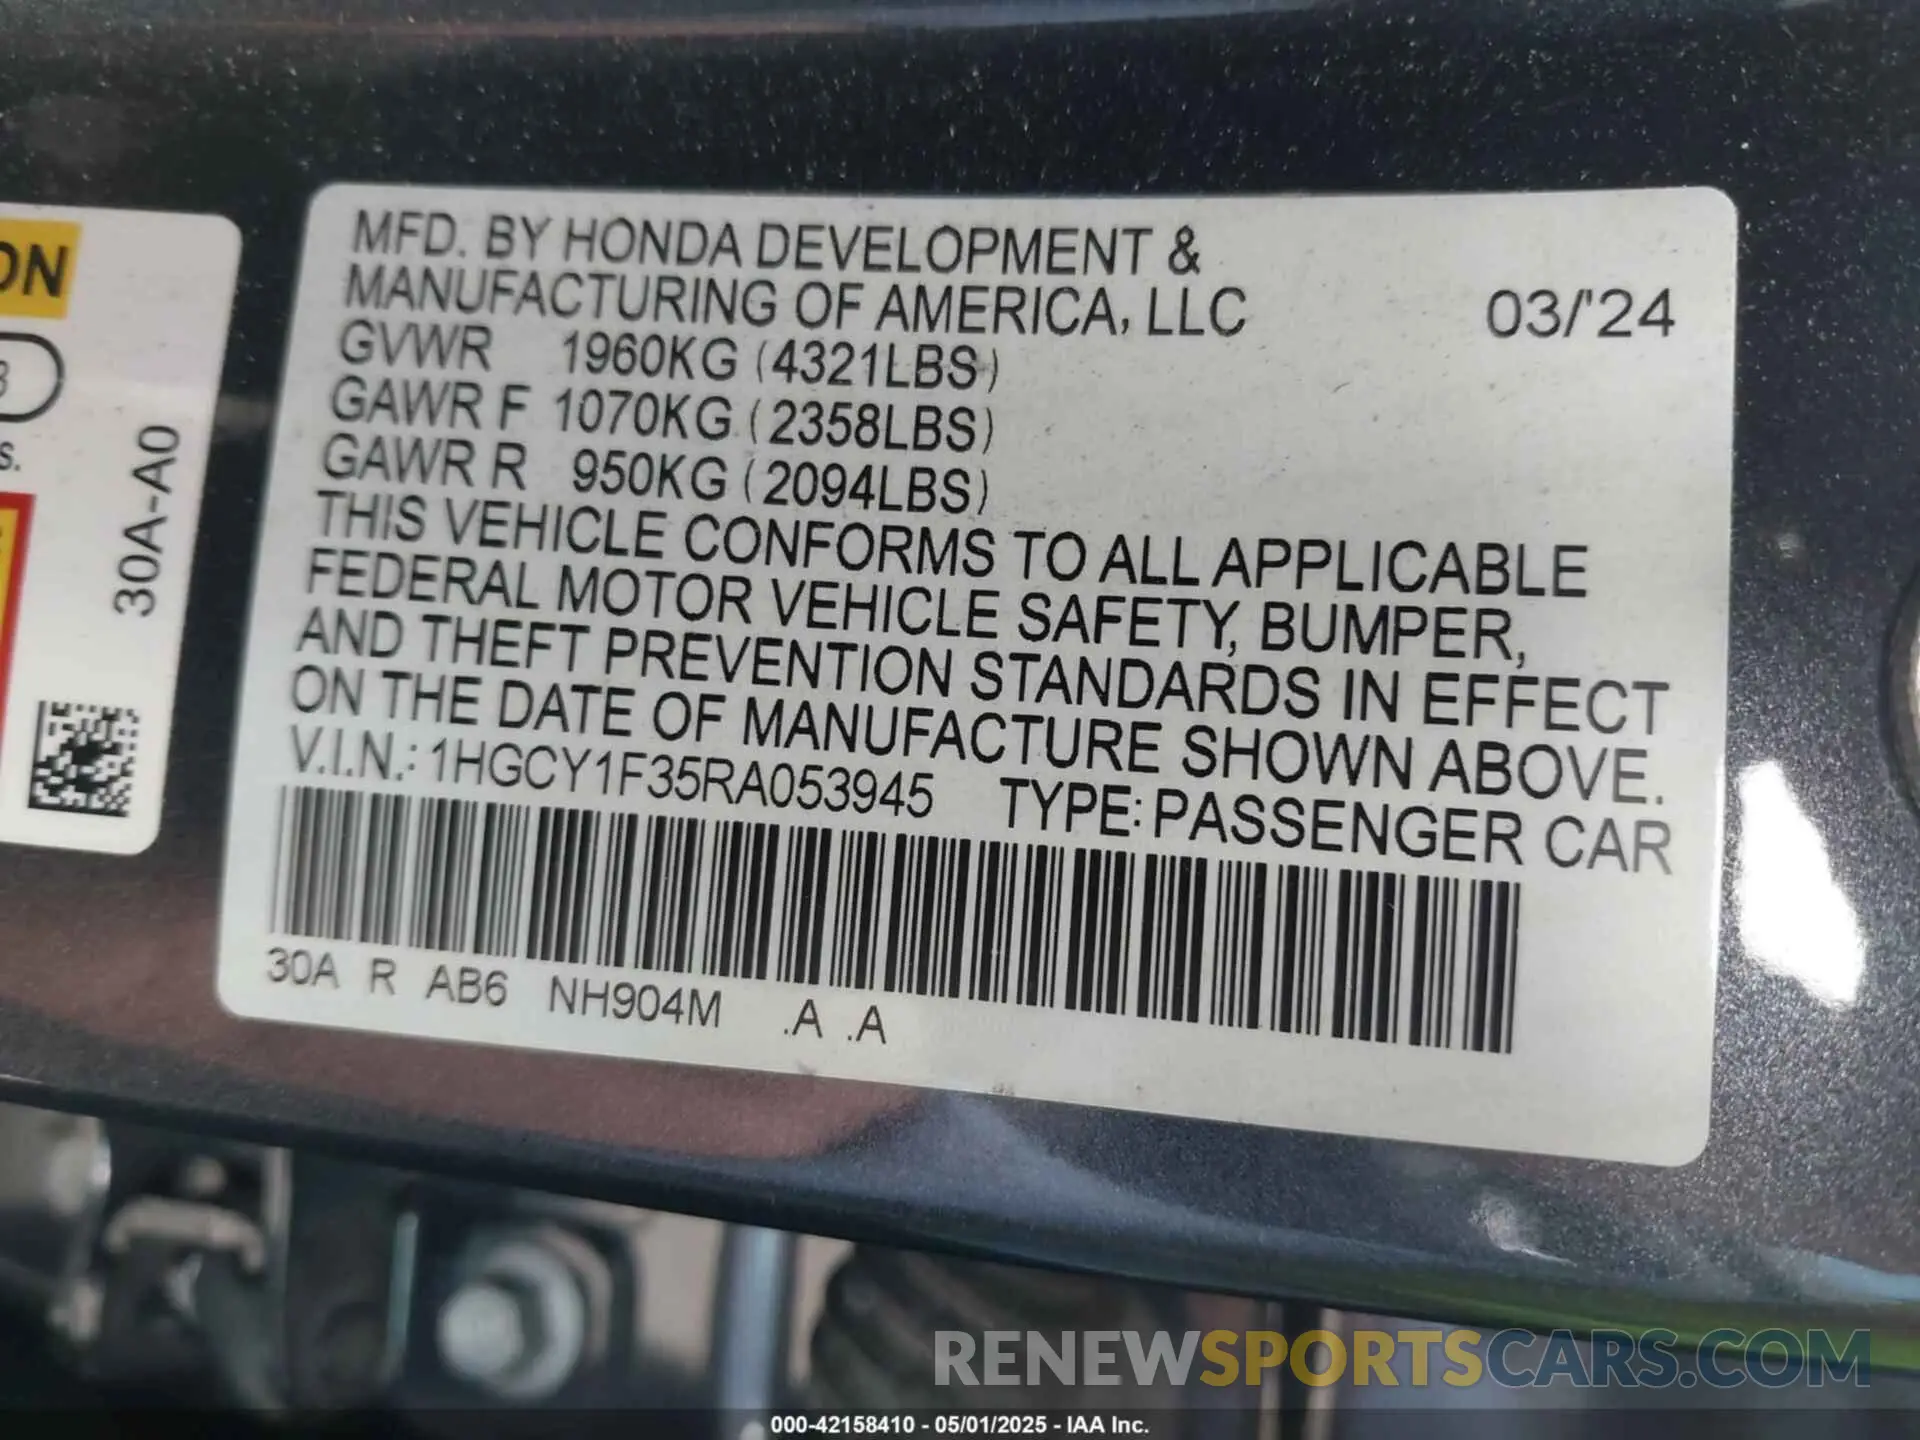 ON
3
S.
30A-A0
MFD. BY HONDA DEVELOPMENT &
MANUFACTURING OF AMERICA, LLC 03/'24
GVWR 1960KG (4321LBS)
GAWR F 1070KG (2358LBS)
GAWR R 950KG (2094LBS)
THIS VEHICLE CONFORMS TO ALL APPLICABLE
FEDERAL MOTOR VEHICLE SAFETY, BUMPER,
AND THEFT PREVENTION STANDARDS IN EFFECT
ON THE DATE OF MANUFACTURE SHOWN ABOVE.
V.I.N.: 1HGCY1F35RA053945 TYPE: PASSENGER CAR
30A R AB6 NH904M .A .A
RENEWSPORTSCARS.COM
000-42158410 - 05/01/2025 - IAA Inc.